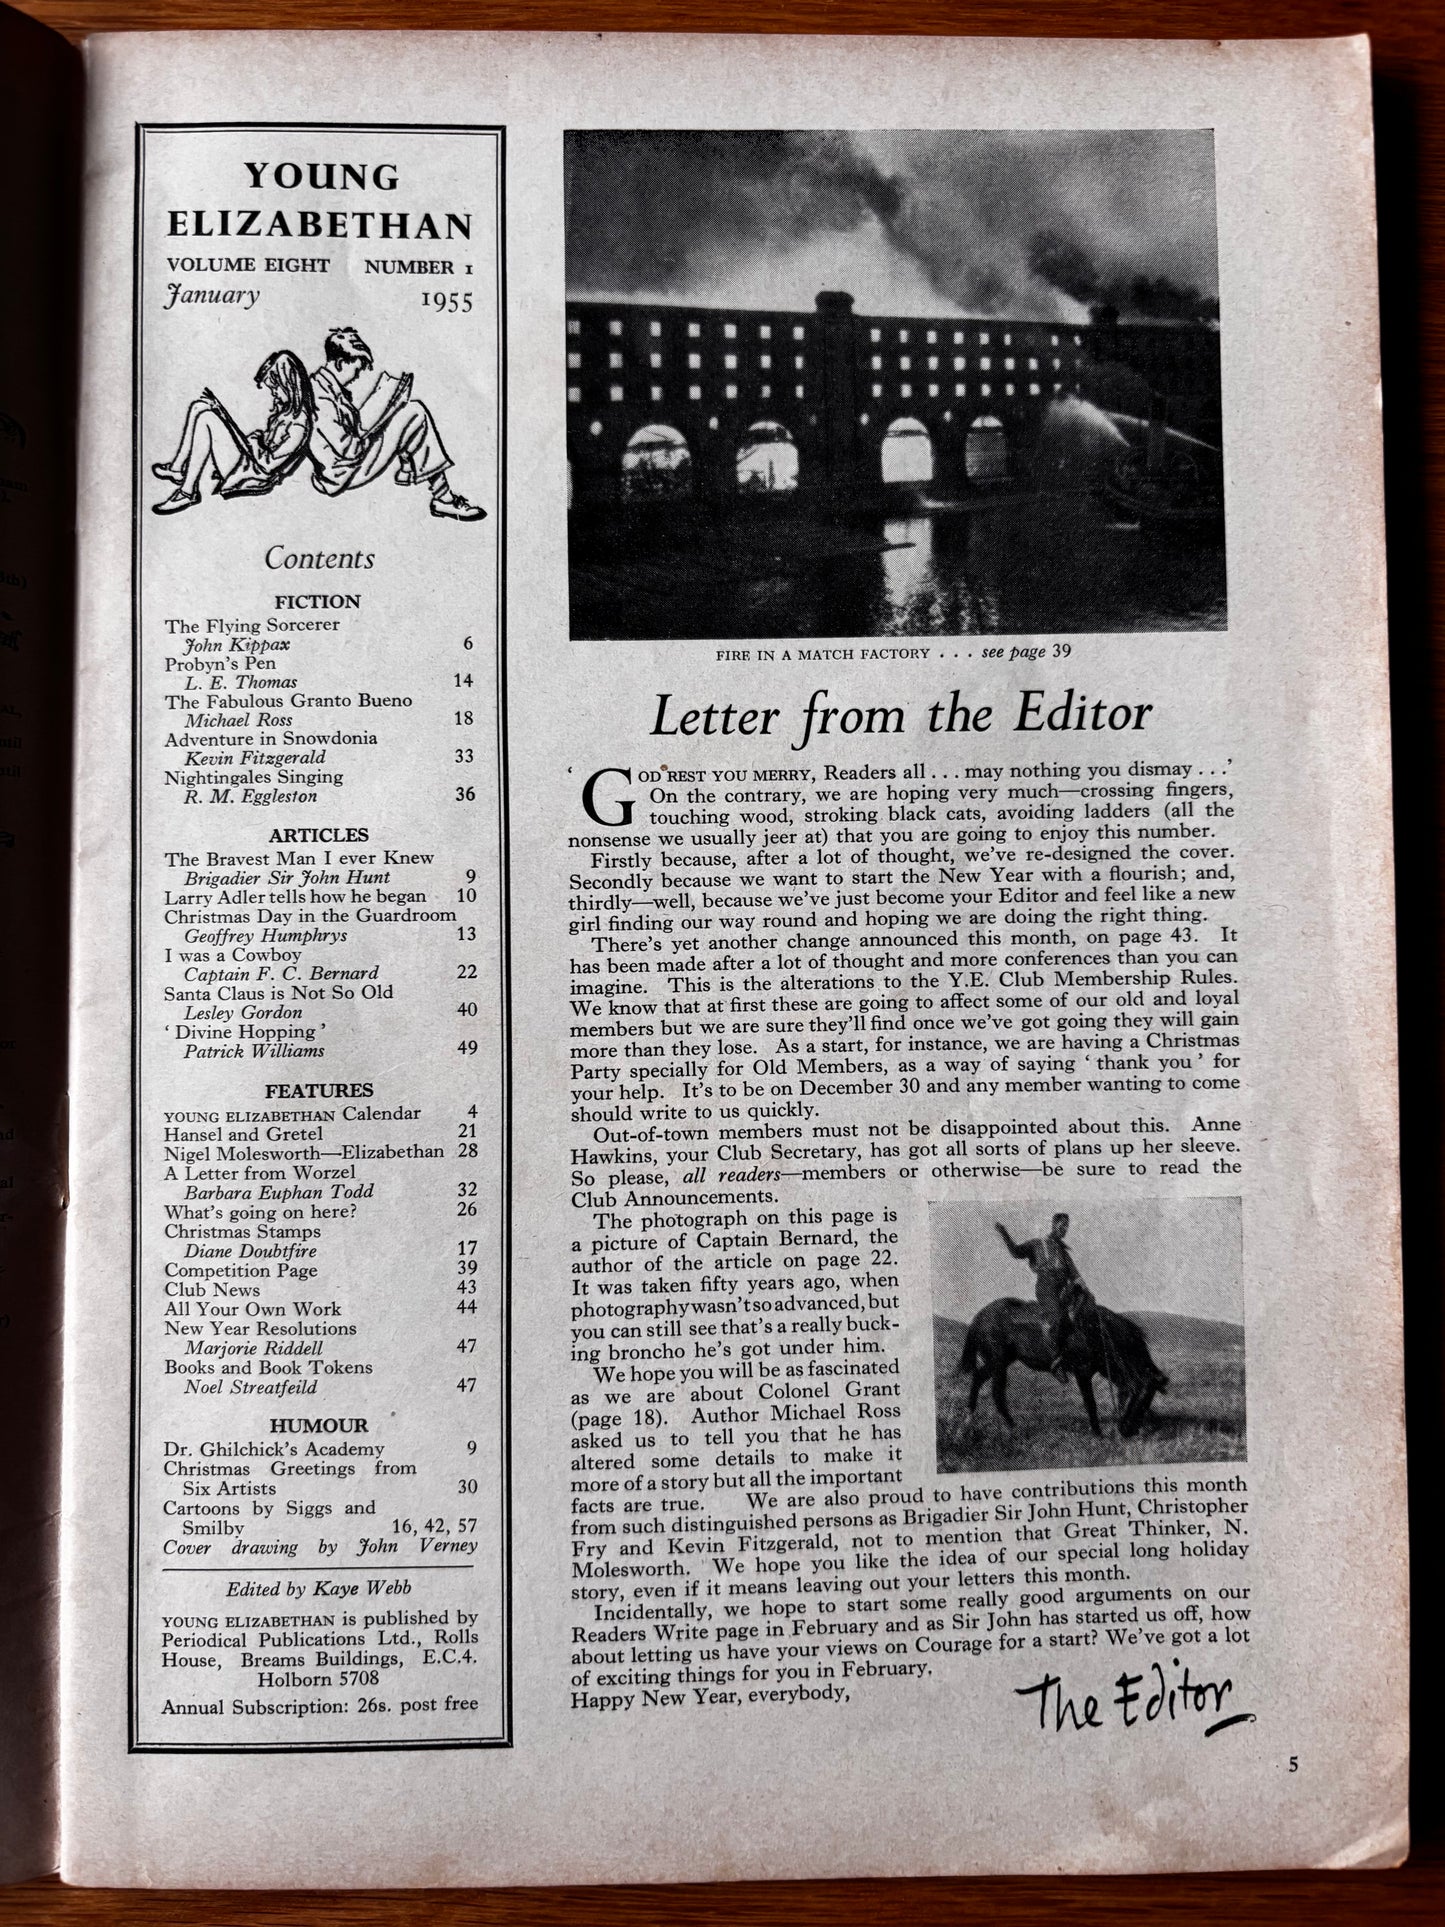 YOUNG
ELIZABETHAN
VOLUME EIGHT NUMBER 1
January 1955
Contents
FICTION
The Flying Sorcerer
John Kippax 6
Probyn's Pen
L. E. Thomas 14
The Fabulous Granto Bueno
Michael Ross 18
Adventure in Snowdonia
Kevin Fitzgerald 33
Nightingales Singing
R. M. Eggleston 36
ARTICLES
The Bravest Man I ever Knew
Brigadier Sir John Hunt 9
Larry Adler tells how he began 10
Christmas Day in the Guardroom
Geoffrey Humphrys 13
I was a Cowboy
Captain F. C. Bernard 22
Santa Claus is Not So Old
Lesley Gordon 40
' Divine Hopping '
Patrick Williams 49
FEATURES
YOUNG ELIZABETHAN Calendar 4
Hansel and Gretel 21
Nigel Molesworth—Elizabethan 28
A Letter from Worzel
Barbara Euphan Todd 32
What's going on here? 26
Christmas Stamps
Diane Doubtfire 17
Competition Page 39
Club News 43
All Your Own Work 44
New Year Resolutions
Marjorie Riddell 47
Books and Book Tokens
Noel Streatfeild 47
HUMOUR
Dr. Ghilchick's Academy 9
Christmas Greetings from
Six Artists 30
Cartoons by Siggs and
Smilby 16, 42, 57
Cover drawing by John Verney
Edited by Kaye Webb
YOUNG ELIZABETHAN is published by
Periodical Publications Ltd., Rolls
House, Breams Buildings, E.C.4.
Holborn 5708
Annual Subscription: 26s. post free
FIRE IN A MATCH FACTORY . . . see page 39
Letter from the Editor
' GOD REST YOU MERRY, Readers all . . . may nothing you dismay . . .'
On the contrary, we are hoping very much—crossing fingers,
touching wood, stroking black cats, avoiding ladders (all the
nonsense we usually jeer at) that you are going to enjoy this number.
Firstly because, after a lot of thought, we've re-designed the cover.
Secondly because we want to start the New Year with a flourish; and,
thirdly—well, because we've just become your Editor and feel like a new
girl finding our way round and hoping we are doing the right thing.
There's yet another change announced this month, on page 43. It
has been made after a lot of thought and more conferences than you can
imagine. This is the alterations to the Y.E. Club Membership Rules.
We know that at first these are going to affect some of our old and loyal
members but we are sure they'll find once we've got going they will gain
more than they lose. As a start, for instance, we are having a Christmas
Party specially for Old Members, as a way of saying ' thank you ' for
your help. It's to be on December 30 and any member wanting to come
should write to us quickly.
Out-of-town members must not be disappointed about this. Anne
Hawkins, your Club Secretary, has got all sorts of plans up her sleeve.
So please, all readers—members or otherwise—be sure to read the
Club Announcements.
The photograph on this page is
a picture of Captain Bernard, the
author of the article on page 22.
It was taken fifty years ago, when
photography wasn't so advanced, but
you can still see that's a really buck-
ing broncho he's got under him.
We hope you will be as fascinated
as we are about Colonel Grant
(page 18). Author Michael Ross
asked us to tell you that he has
altered some details to make it
more of a story but all the important
facts are true. We are also proud to have contributions this month
from such distinguished persons as Brigadier Sir John Hunt, Christopher
Fry and Kevin Fitzgerald, not to mention that Great Thinker, N.
Molesworth. We hope you like the idea of our special long holiday
story, even if it means leaving out your letters this month.
Incidentally, we hope to start some really good arguments on our
Readers Write page in February and as Sir John has started us off, how
about letting us have your views on Courage for a start? We've got a lot
of exciting things for you in February.
Happy New Year, everybody,
The Editor
5